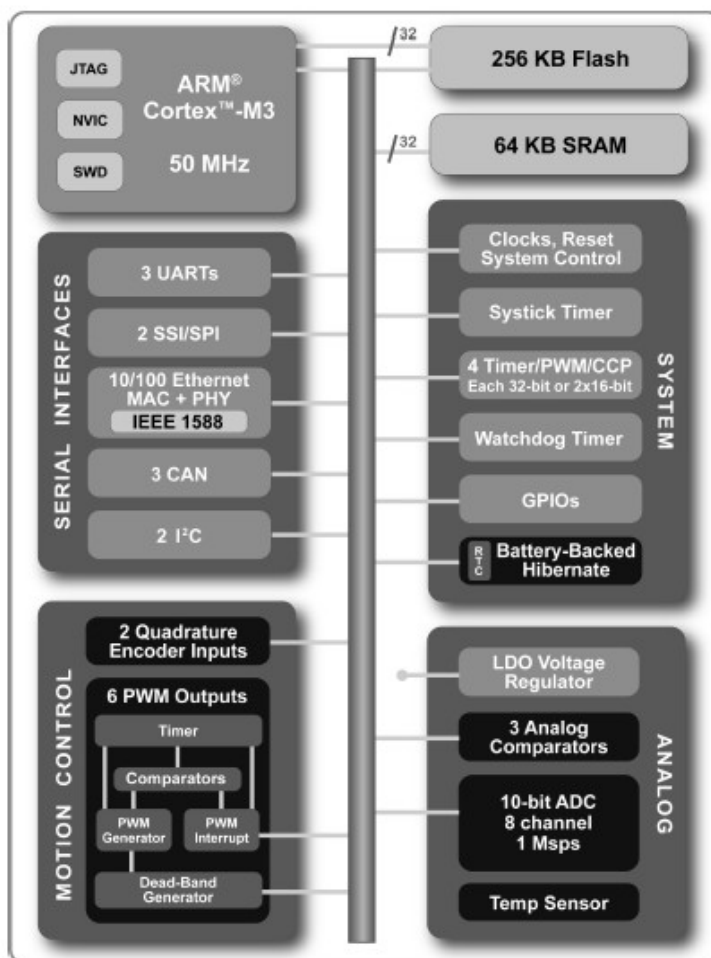 JTAG
NVIC
SWD
ARM®
Cortex™-M3
50 MHz
32
256 KB Flash
32
64 KB SRAM
SERIAL INTERFACES
3 UARTs
2 SSI/SPI
10/100 Ethernet
MAC + PHY
IEEE 1588
3 CAN
2 I²C
SYSTEM
Clocks, Reset
System Control
Systick Timer
4 Timer/PWM/CCP
Each 32-bit or 2x16-bit
Watchdog Timer
GPIOs
RTC
Battery-Backed
Hibernate
MOTION CONTROL
2 Quadrature
Encoder Inputs
6 PWM Outputs
Timer
Comparators
PWM
Generator
PWM
Interrupt
Dead-Band
Generator
ANALOG
LDO Voltage
Regulator
3 Analog
Comparators
10-bit ADC
8 channel
1 Msps
Temp Sensor